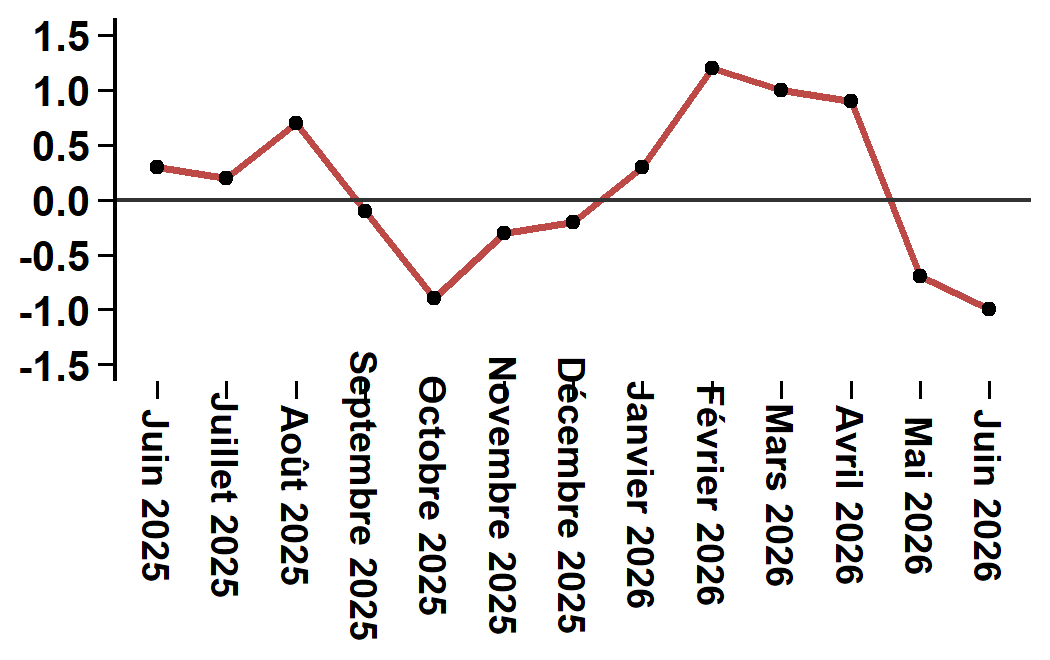 1.5
1.0
0.5
0.0
-0.5
-1.0
-1.5
Juin 2025
Juillet 2025
Août 2025
Septembre 2025
Octobre 2025
Novembre 2025
Décembre 2025
Janvier 2026
Février 2026
Mars 2026
Avril 2026
Mai 2026
Juin 2026